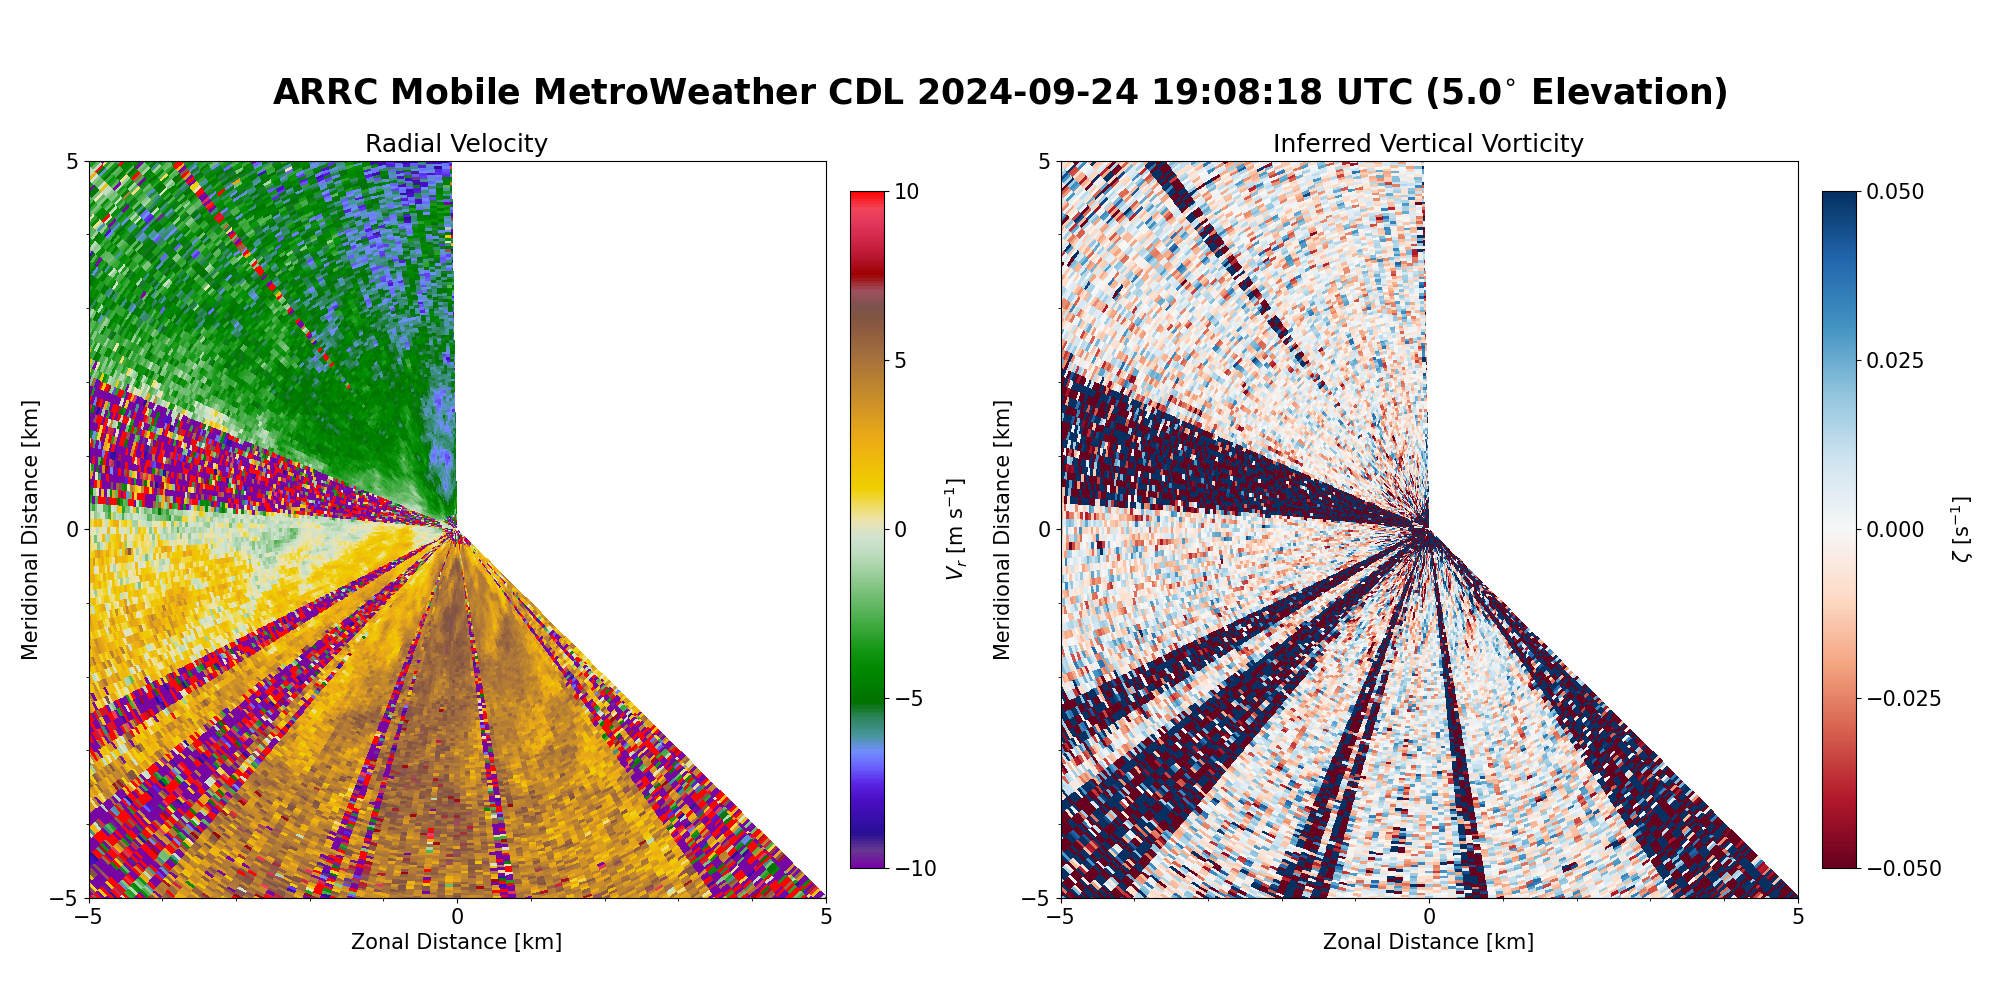 ARRC Mobile MetroWeather CDL 2024-09-24 19:08:18 UTC (5.0° Elevation)
Radial Velocity
5
0
−5
−5
0
5
Meridional Distance [km]
Zonal Distance [km]
10
5
0
−5
−10
Vr [m s−1]
Inferred Vertical Vorticity
5
0
−5
−5
0
5
Meridional Distance [km]
Zonal Distance [km]
0.050
0.025
0.000
−0.025
−0.050
ζ [s−1]